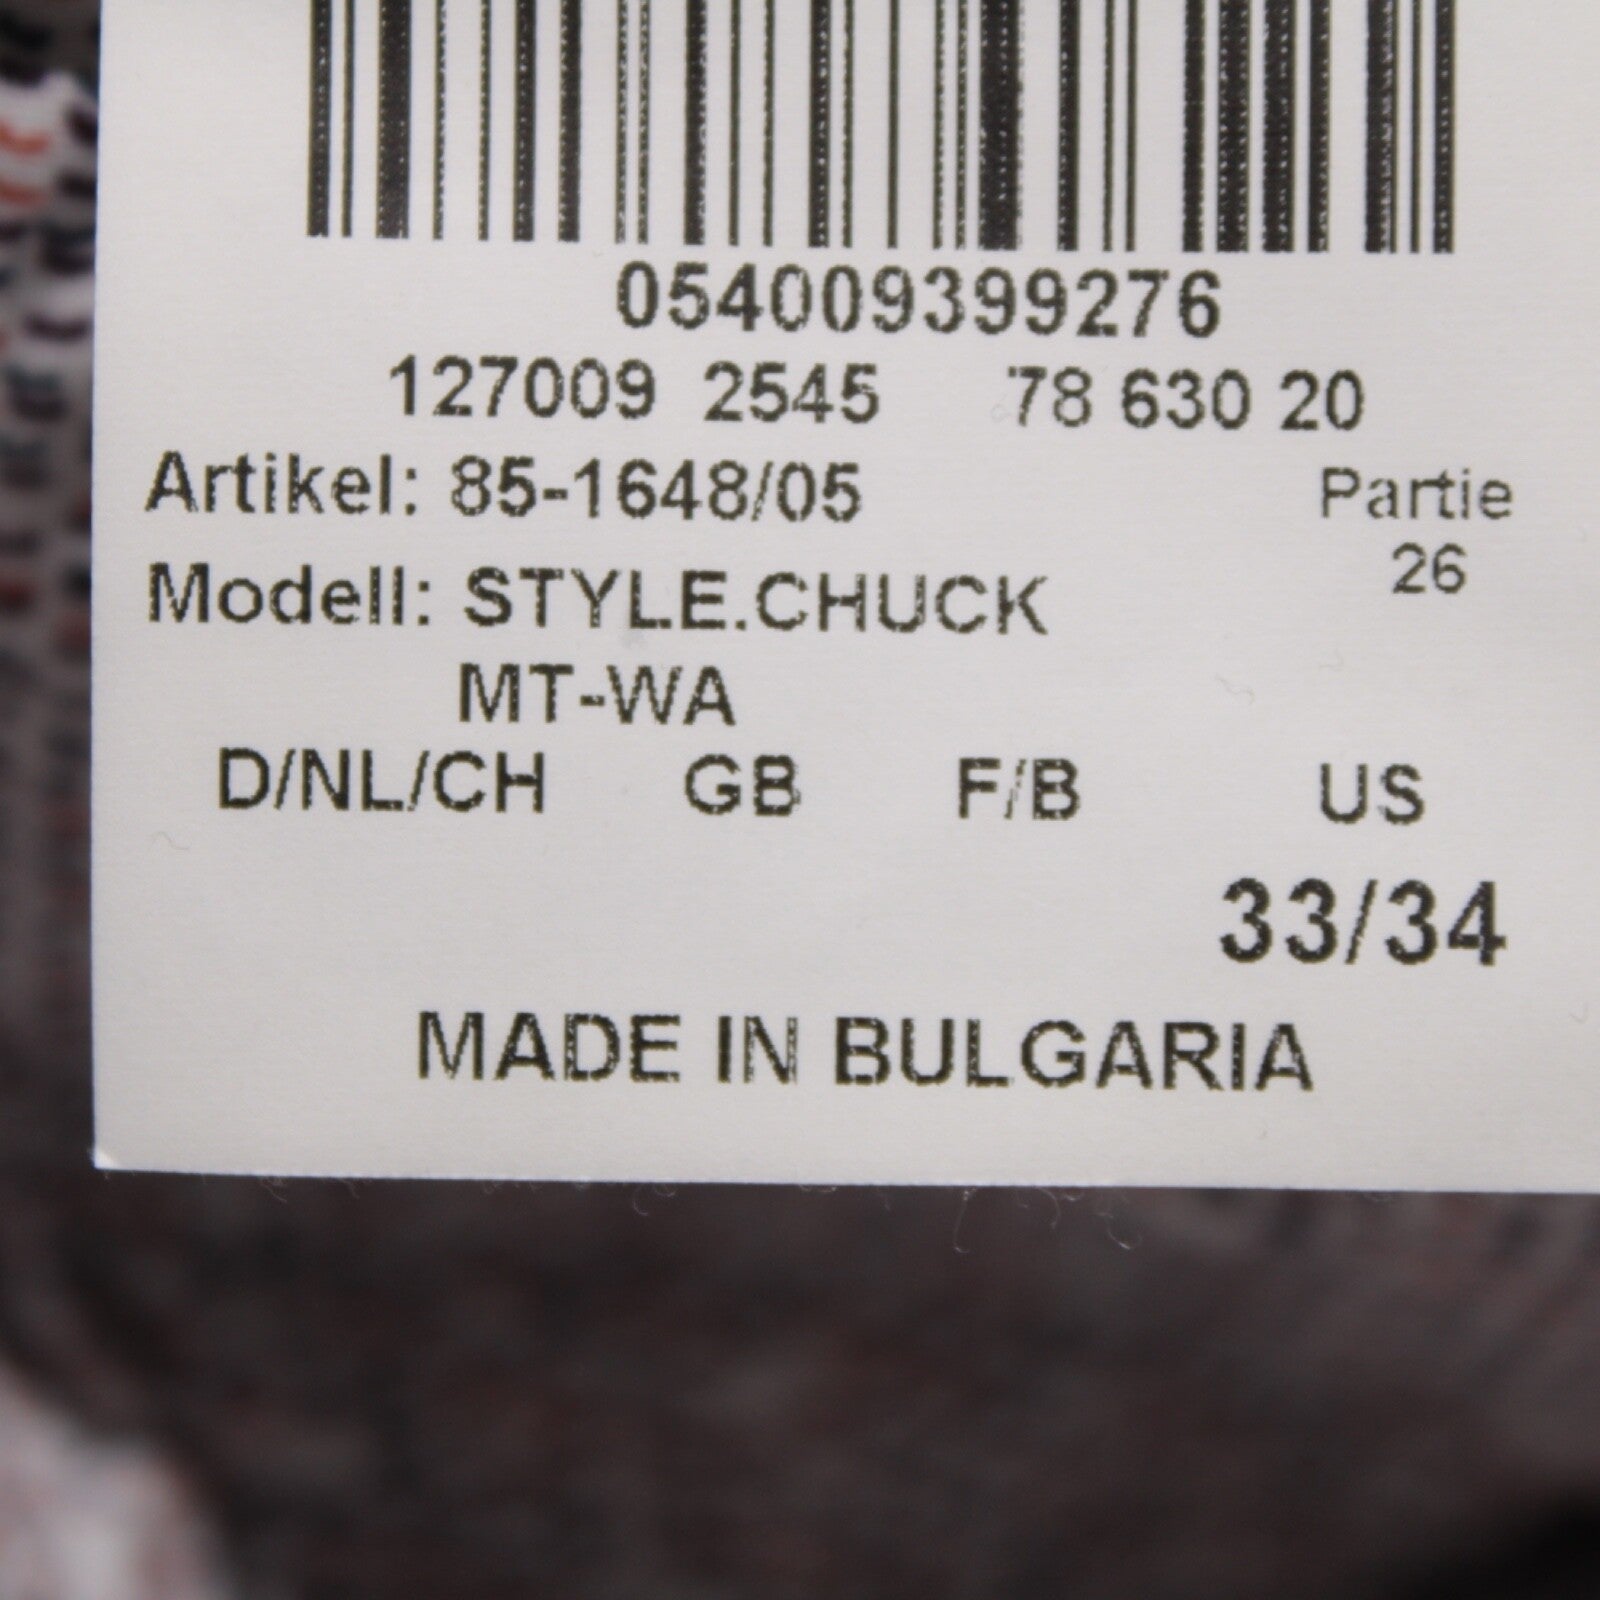 054009399276
127009 2545 78 630 20
Artikel: 85-1648/05 Partie
26
Modell: STYLE.CHUCK
MT-WA
D/NL/CH GB F/B US
33/34
MADE IN BULGARIA